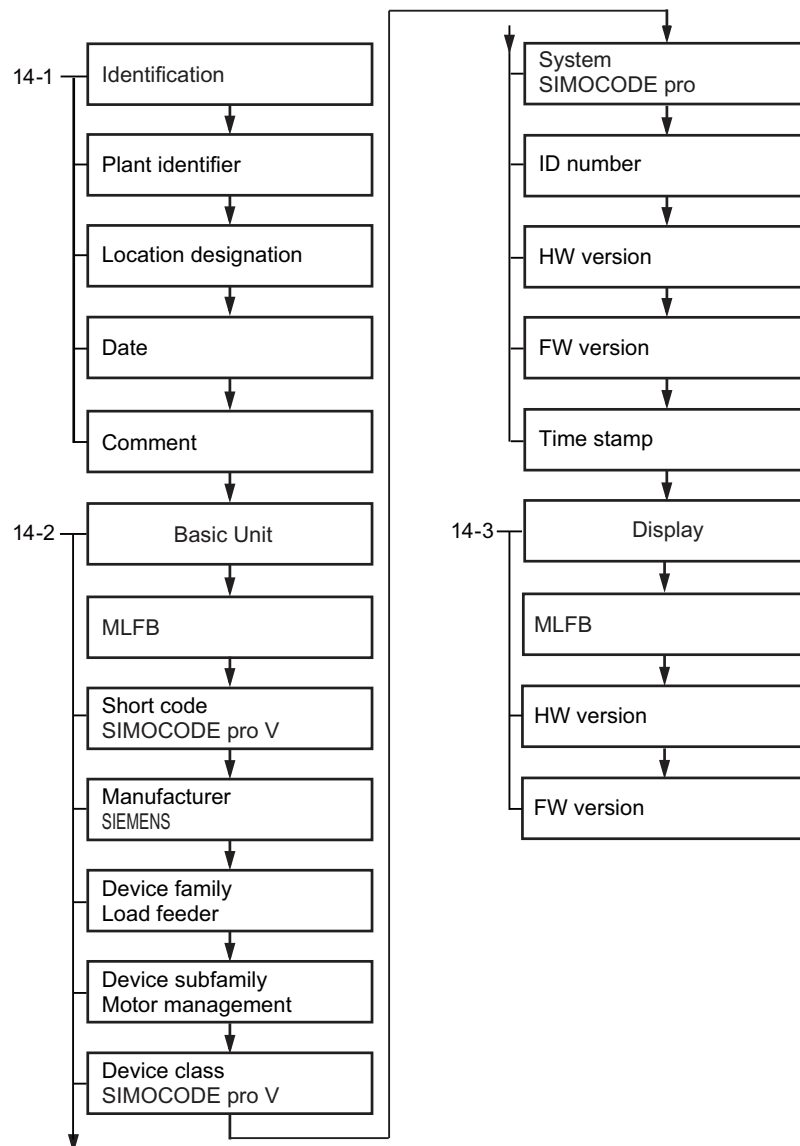 14-1
Identification
Plant identifier
Location designation
Date
Comment
14-2
Basic Unit
MLFB
Short code
SIMOCODE pro V
Manufacturer
SIEMENS
Device family
Load feeder
Device subfamily
Motor management
Device class
SIMOCODE pro V
System
SIMOCODE pro
ID number
HW version
FW version
Time stamp
14-3
Display
MLFB
HW version
FW version